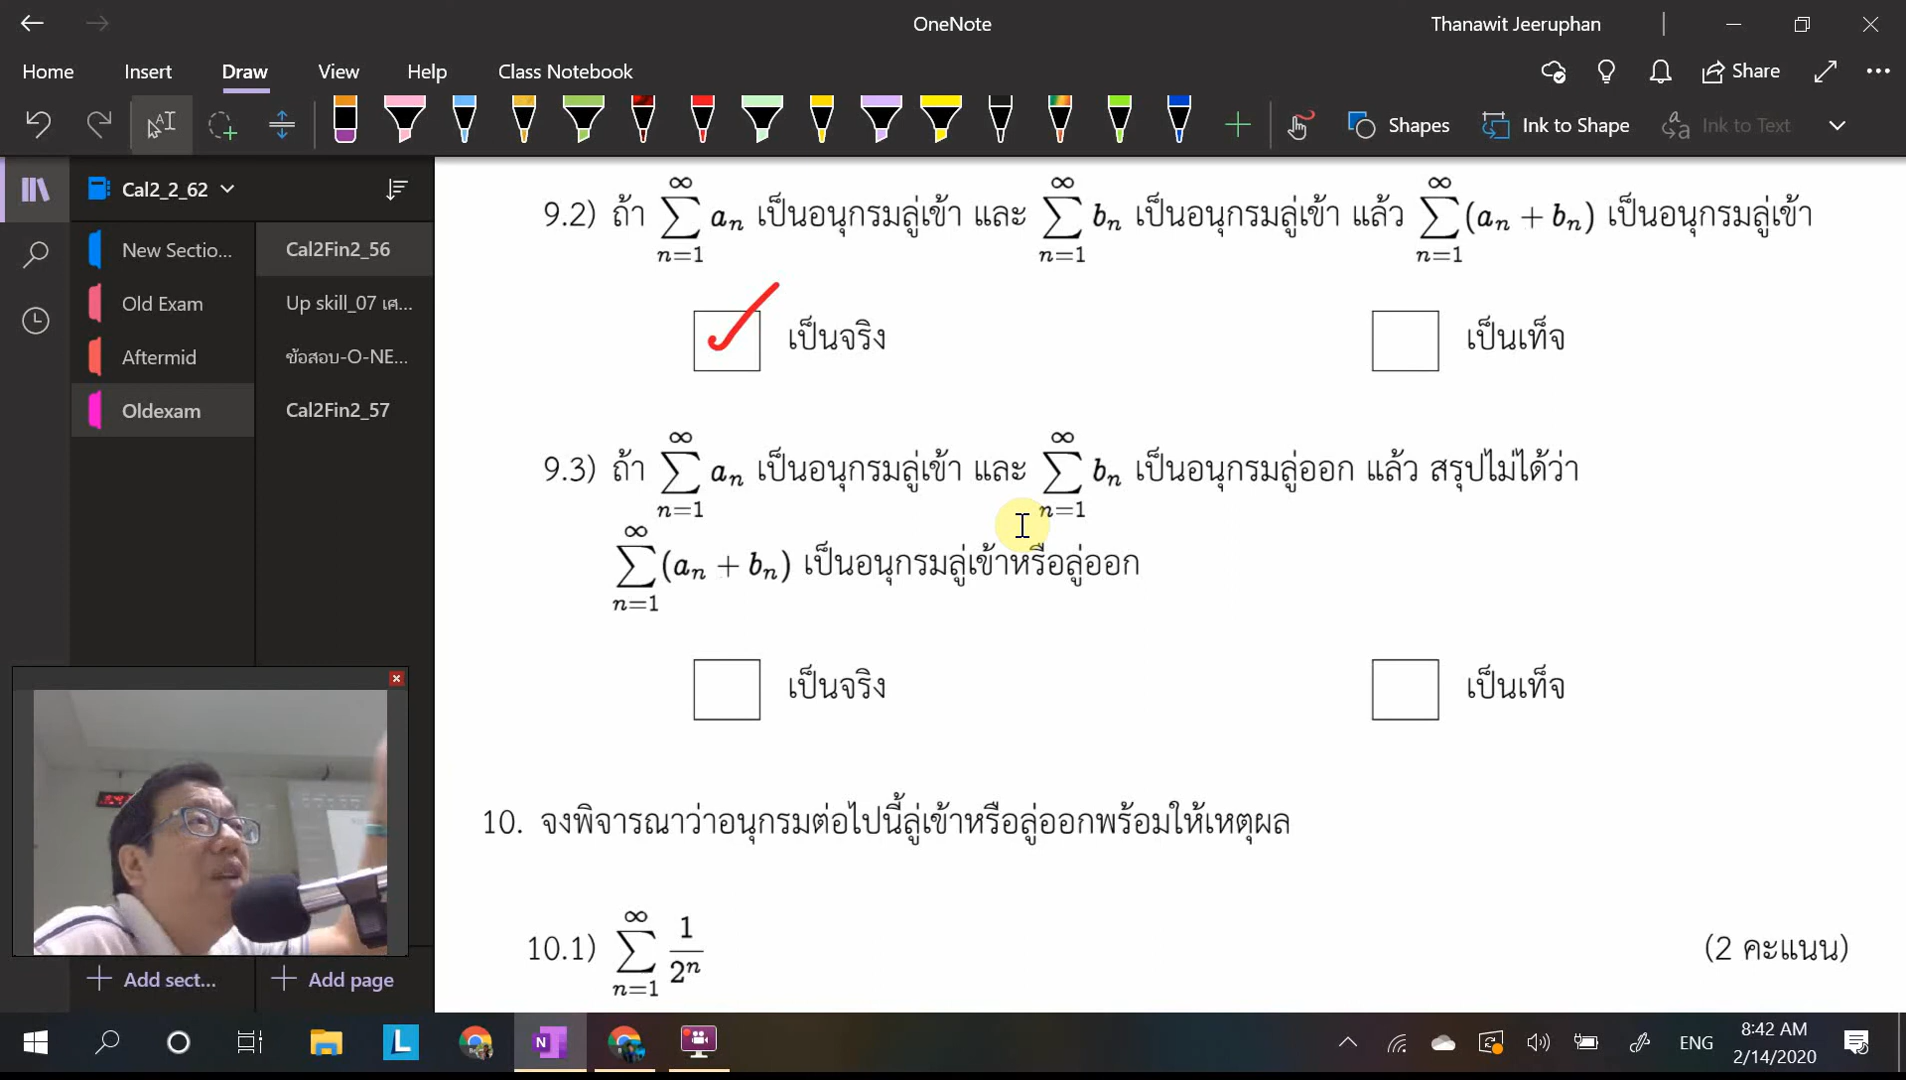 OneNote
Thanawit Jeeruphan
Home Insert Draw View Help Class Notebook
Share
Shapes Ink to Shape Ink to Text
Cal2_2_62
New Sectio...
Old Exam
Aftermid
Oldexam
Cal2Fin2_56
Up skill_07 เศ...
ข้อสอบ-O-NE...
Cal2Fin2_57
9.2) ถ้า ∞∑n=1 aₙ เป็นอนุกรมลู่เข้า และ ∞∑n=1 bₙ เป็นอนุกรมลู่เข้า แล้ว ∞∑n=1 (aₙ + bₙ) เป็นอนุกรมลู่เข้า
เป็นจริง เป็นเท็จ
9.3) ถ้า ∞∑n=1 aₙ เป็นอนุกรมลู่เข้า และ ∞∑n=1 bₙ เป็นอนุกรมลู่ออก แล้ว สรุปไม่ได้ว่า
∞∑n=1 (aₙ + bₙ) เป็นอนุกรมลู่เข้าหรือลู่ออก
เป็นจริง เป็นเท็จ
10. จงพิจารณาว่าอนุกรมต่อไปนี้ลู่เข้าหรือลู่ออกพร้อมให้เหตุผล
10.1) ∞∑n=1 1/2ⁿ (2 คะแนน)
Add sect... Add page
ENG
8:42 AM
2/14/2020